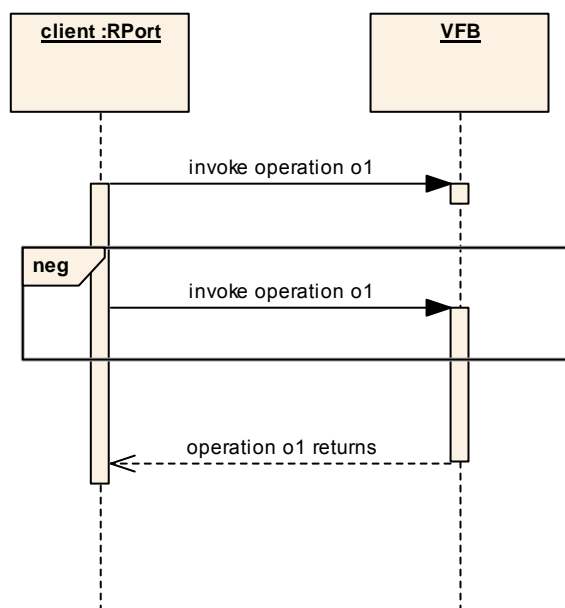 client :RPort
VFB
invoke operation o1
neg
invoke operation o1
operation o1 returns